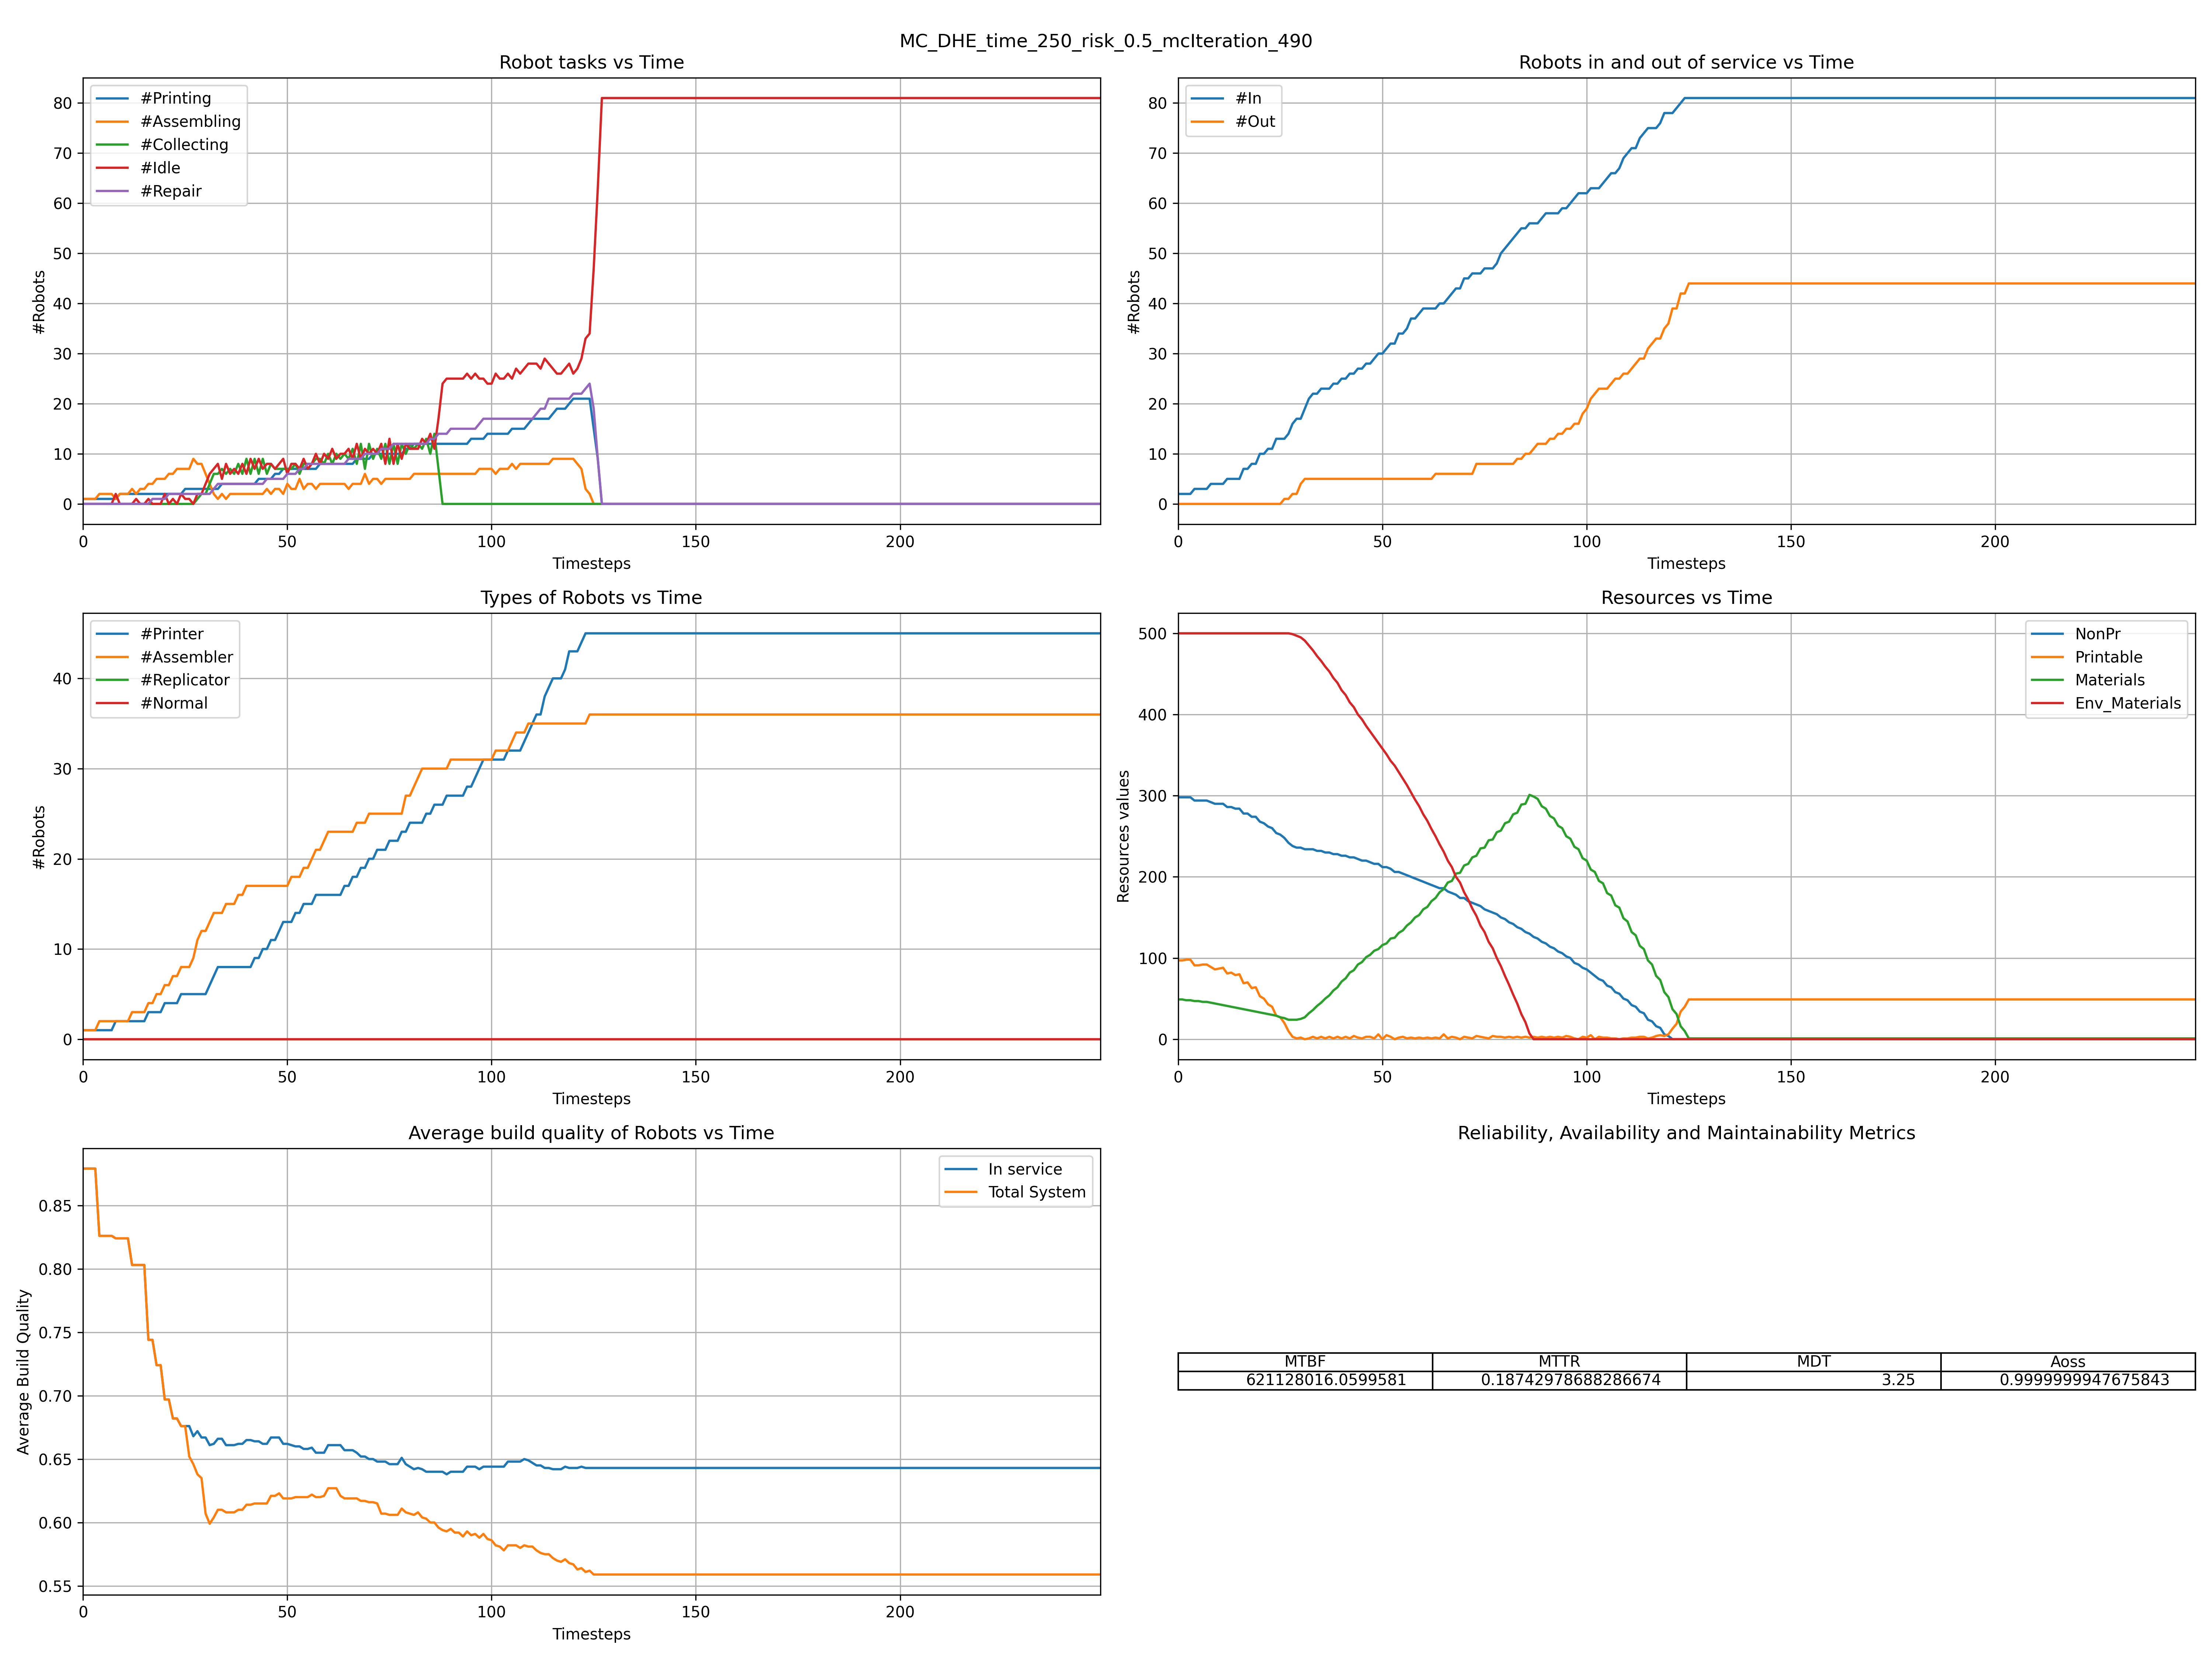 MC_DHE_time_250_risk_0.5_mcIteration_490
Robot tasks vs Time
#Printing
#Assembling
#Collecting
#Idle
#Repair
#Robots
80
70
60
50
40
30
20
10
0
0 50 100 150 200
Timesteps
Robots in and out of service vs Time
#In
#Out
#Robots
80
70
60
50
40
30
20
10
0
0 50 100 150 200
Timesteps
Types of Robots vs Time
#Printer
#Assembler
#Replicator
#Normal
#Robots
40
30
20
10
0
0 50 100 150 200
Timesteps
Resources vs Time
NonPr
Printable
Materials
Env_Materials
Resources values
500
400
300
200
100
0
0 50 100 150 200
Timesteps
Average build quality of Robots vs Time
In service
Total System
Average Build Quality
0.85
0.80
0.75
0.70
0.65
0.60
0.55
0 50 100 150 200
Timesteps
Reliability, Availability and Maintainability Metrics
MTBF MTTR MDT Aoss
621128016.0599581 0.18742978688286674 3.25 0.9999999947675843